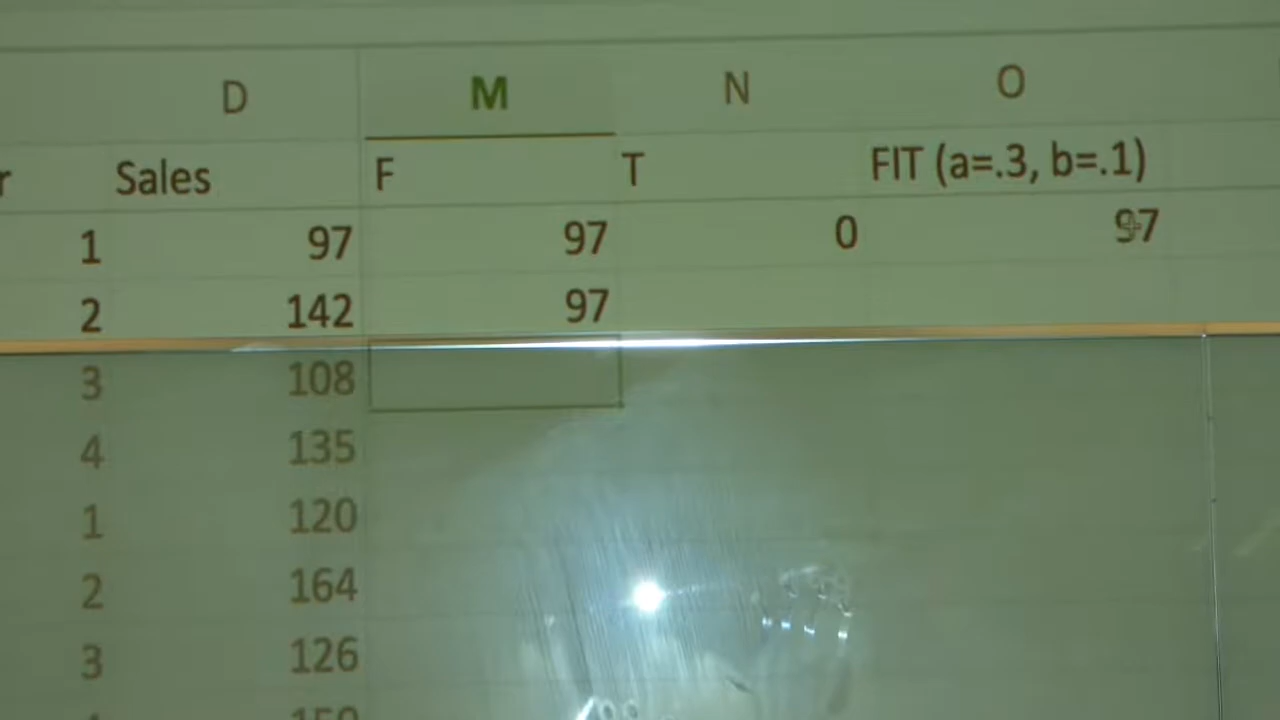 D M N O
r Sales F T FIT (a=.3, b=.1)
1 97 97 0 97
2 142 97
3 108
4 135
1 120
2 164
3 126